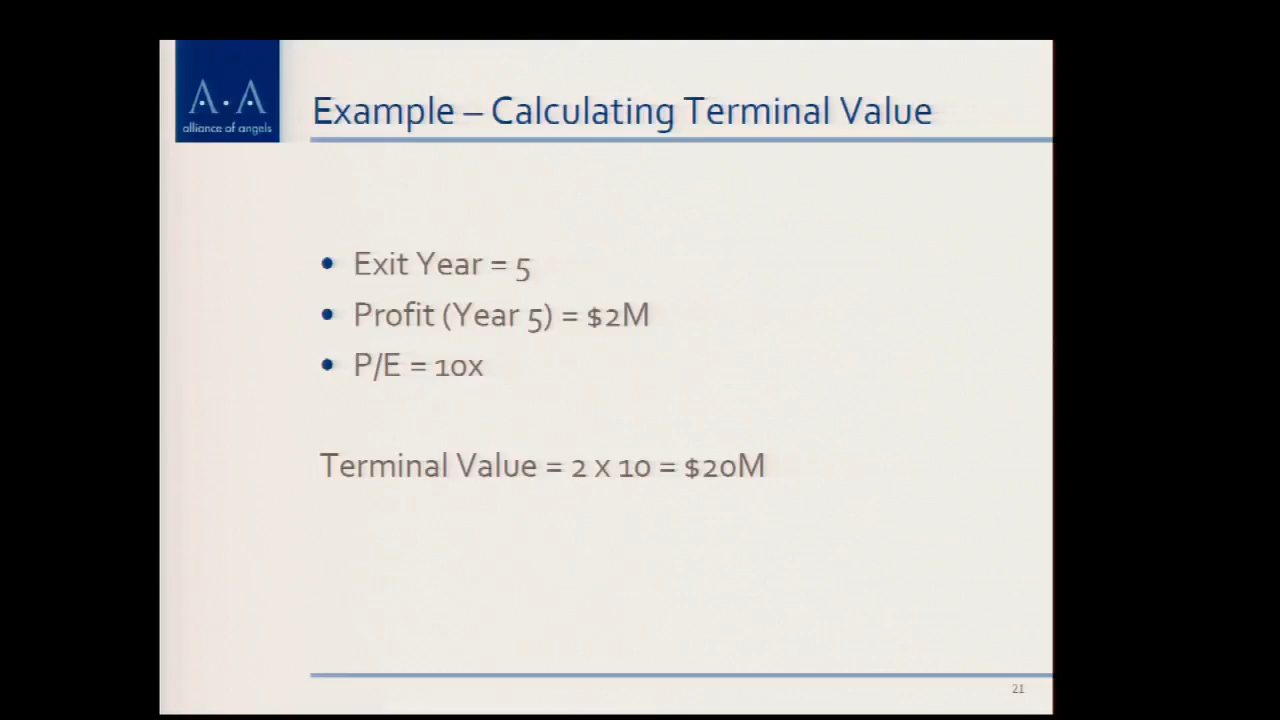 A.A
alliance of angels
Example – Calculating Terminal Value
• Exit Year = 5
• Profit (Year 5) = $2M
• P/E = 10x
Terminal Value = 2 x 10 = $20M
21